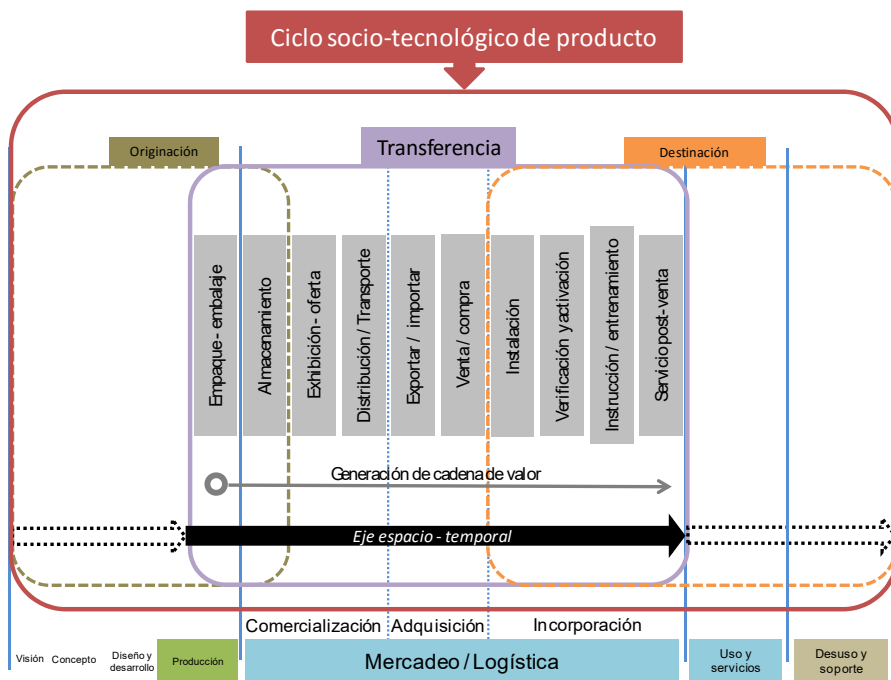 Ciclo socio-tecnológico de producto
Originación
Transferencia
Destinación
Empaque - embalaje
Almacenamiento
Exhibición - oferta
Distribución / Transporte
Exportar / importar
Venta / compra
Instalación
Verificación y activación
Instrucción / entrenamiento
Servicio post-venta
Generación de cadena de valor
Eje espacio - temporal
Comercialización
Adquisición
Incorporación
Visión
Concepto
Diseño y
desarrollo
Producción
Mercadeo / Logística
Uso y
servicios
Desuso y
soporte